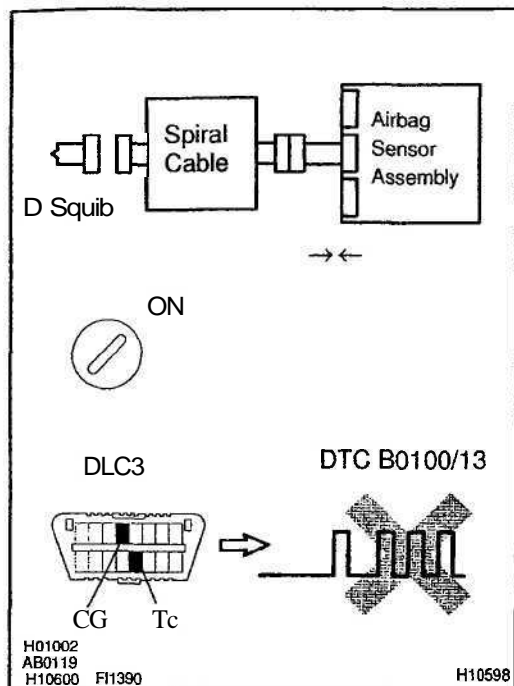 Spiral
Cable
Airbag
Sensor
Assembly
D Squib
ON
DLC3
DTC B0100/13
CG Tc
H01002
AB0119
H10600 FI1390
H10598